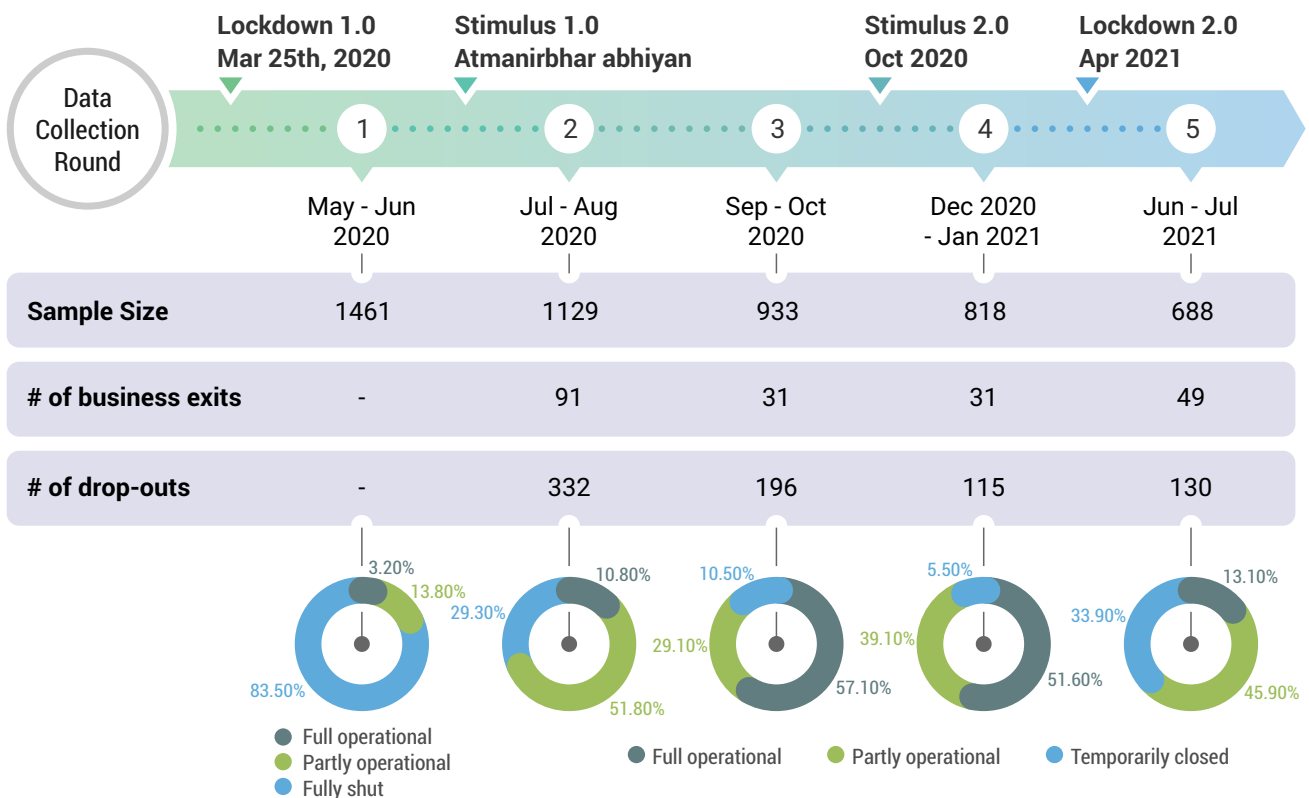 Lockdown 1.0
Mar 25th, 2020
Stimulus 1.0
Atmanirbhar abhiyan
Stimulus 2.0
Oct 2020
Lockdown 2.0
Apr 2021
Data
Collection
Round
1
2
3
4
5
May - Jun
2020
Jul - Aug
2020
Sep - Oct
2020
Dec 2020
- Jan 2021
Jun - Jul
2021
Sample Size 1461 1129 933 818 688
# of business exits - 91 31 31 49
# of drop-outs - 332 196 115 130
3.20%
13.80%
83.50%
10.80%
29.30%
51.80%
10.50%
29.10%
57.10%
5.50%
39.10%
51.60%
13.10%
33.90%
45.90%
Full operational
Partly operational
Fully shut
Full operational
Partly operational
Temporarily closed